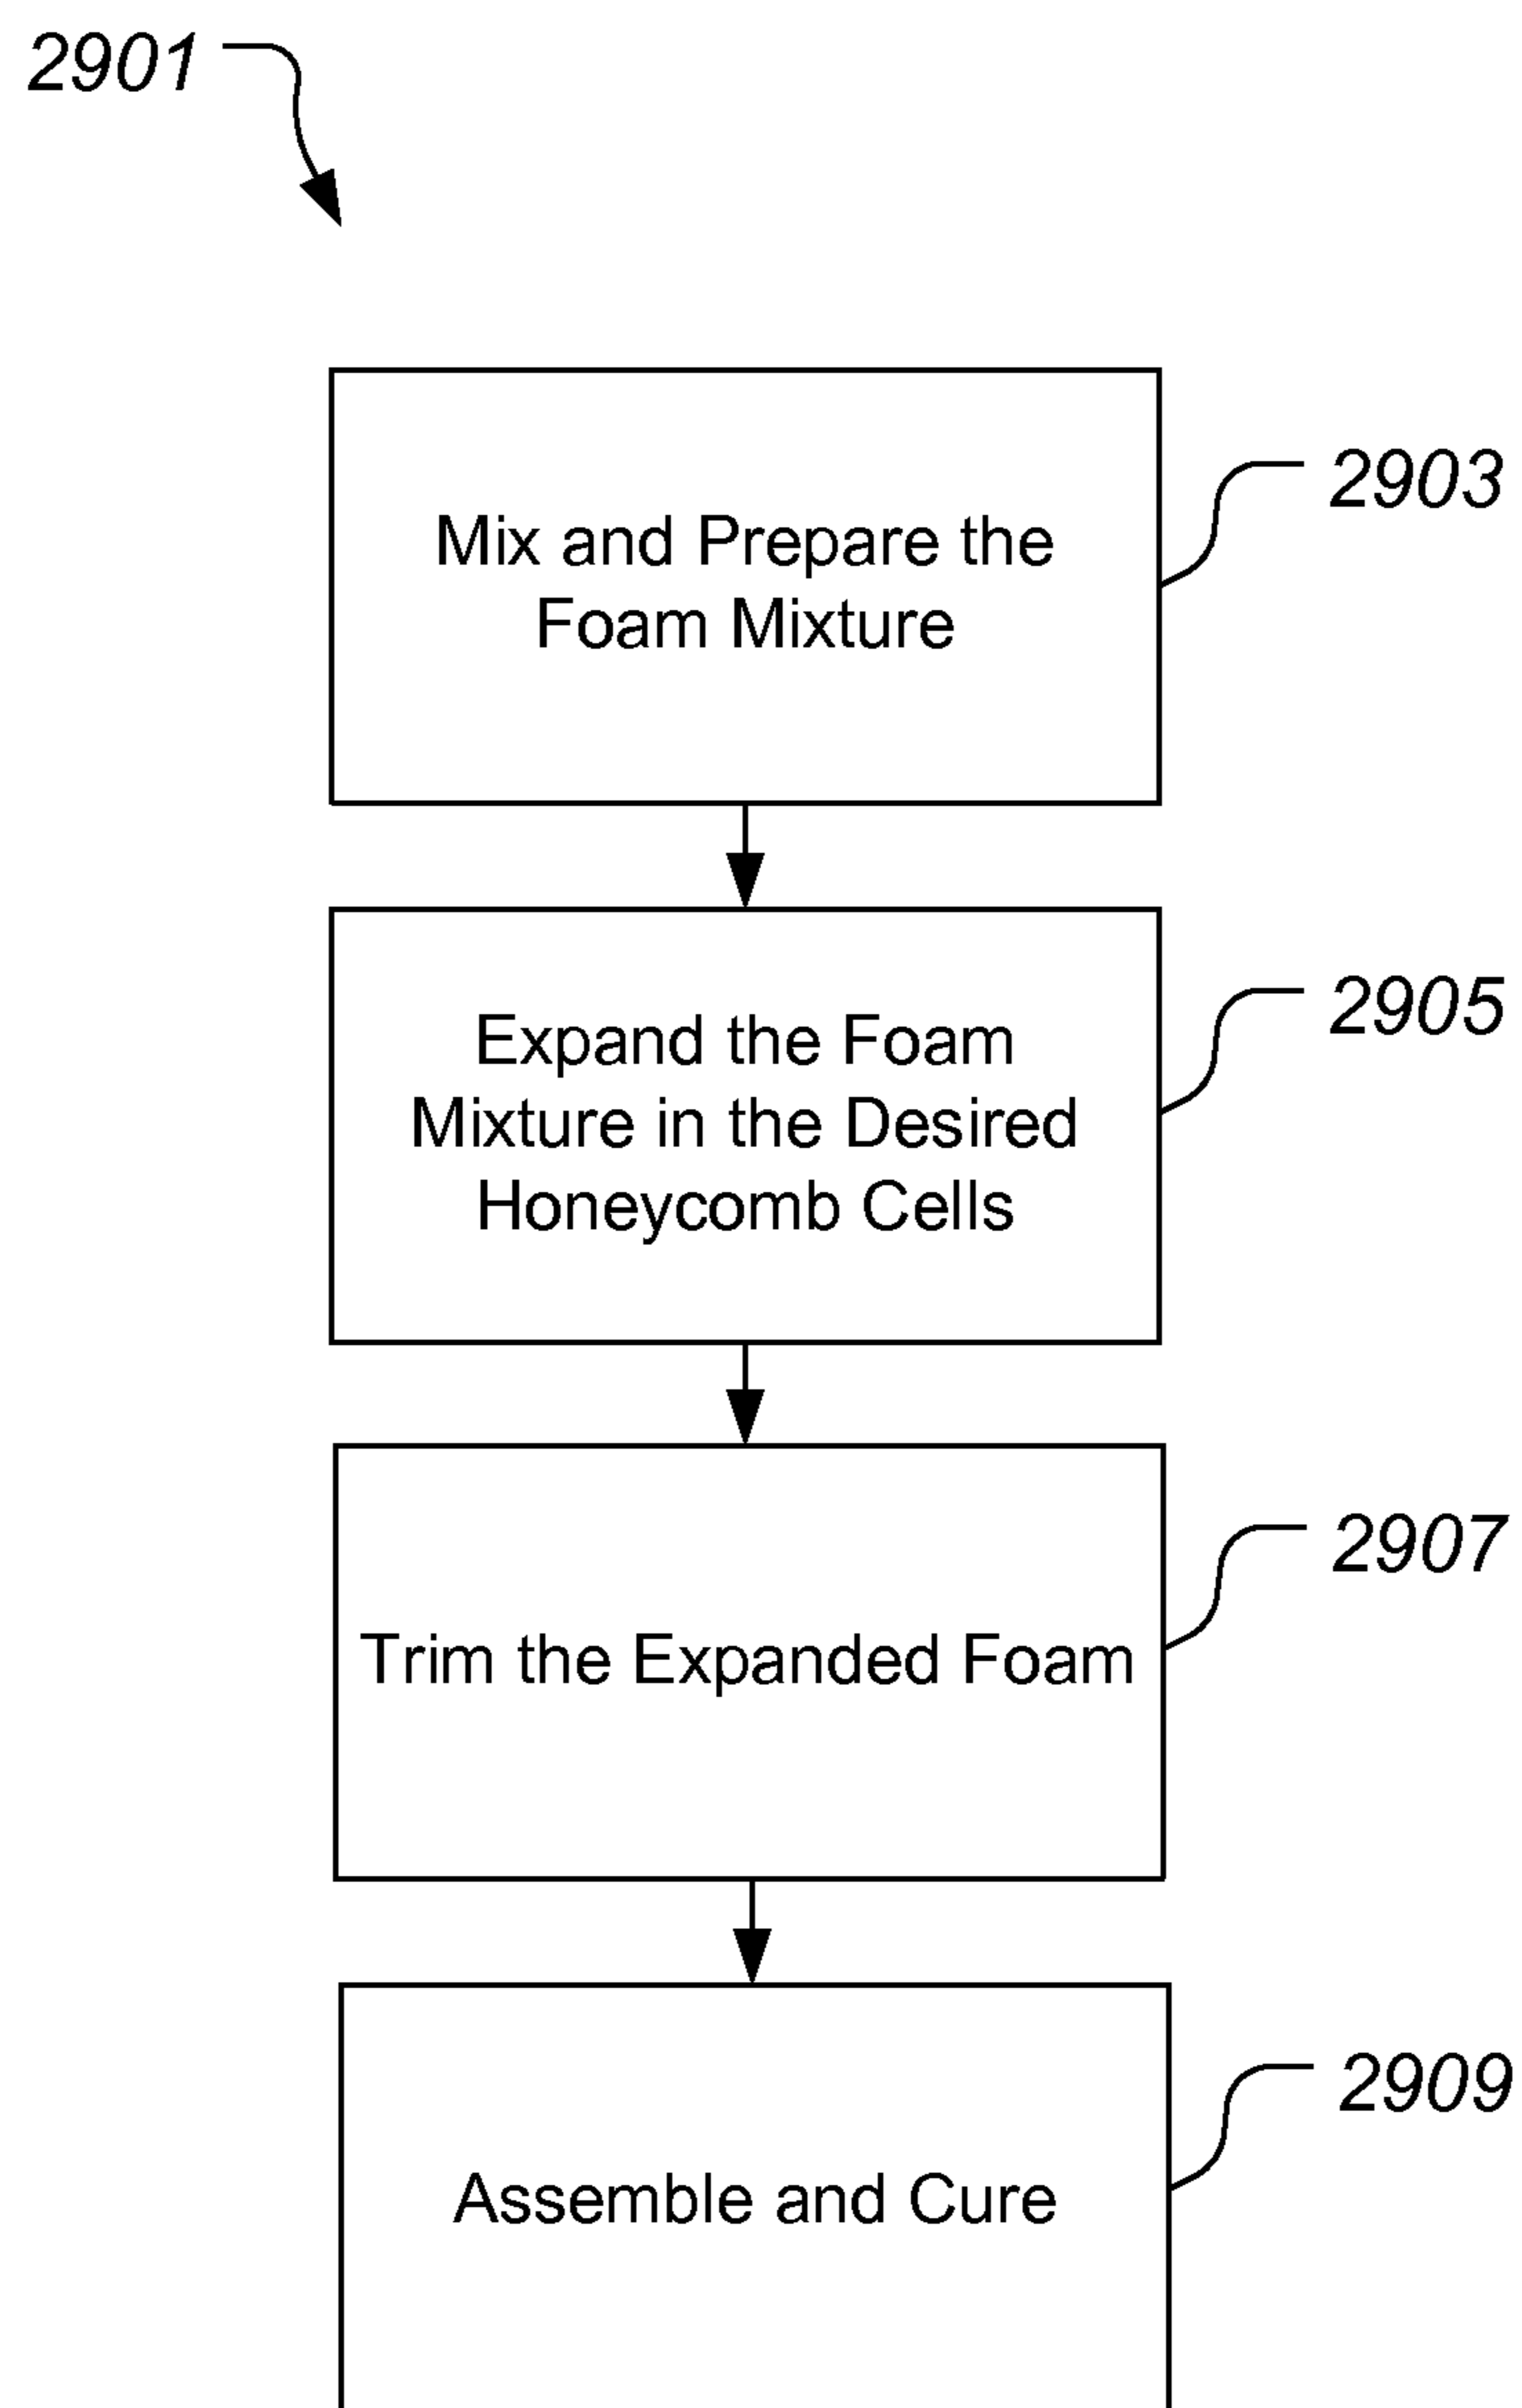 2901
Mix and Prepare the
Foam Mixture
2903
Expand the Foam
Mixture in the Desired
Honeycomb Cells
2905
Trim the Expanded Foam
2907
Assemble and Cure
2909